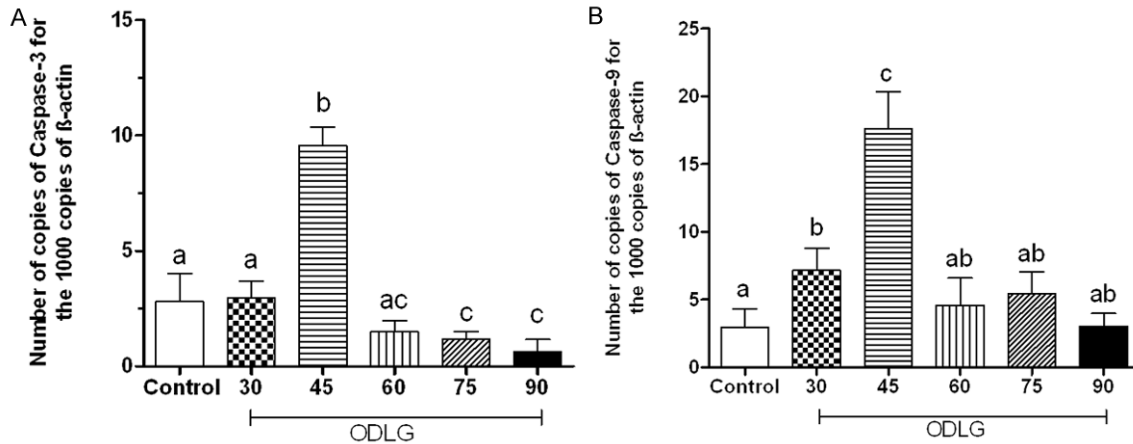 A
Number of copies of Caspase-3 for
the 1000 copies of ß-actin
15
10
5
0
a
a
b
ac
c
c
Control 30 45 60 75 90
ODLG
B
Number of copies of Caspase-9 for
the 1000 copies of ß-actin
25
20
15
10
5
0
a
b
c
ab
ab
ab
Control 30 45 60 75 90
ODLG